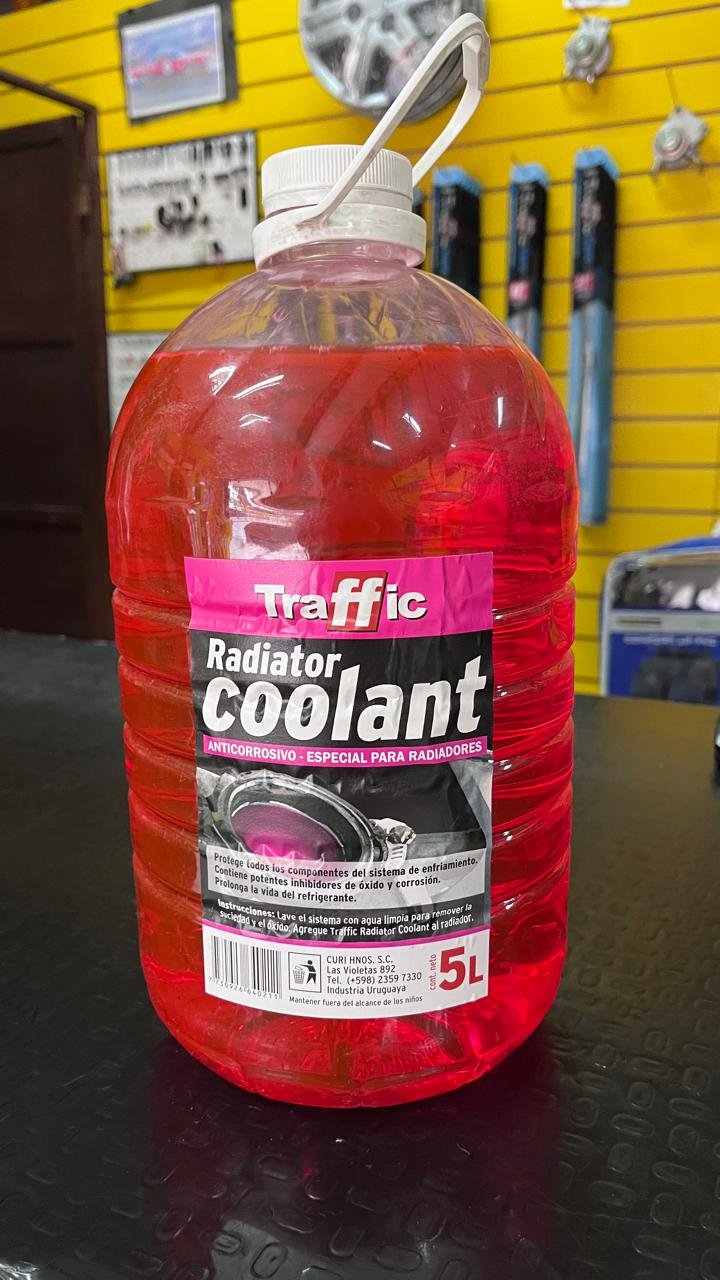 Traffic
Radiator
coolant
ANTICORROSIVO - ESPECIAL PARA RADIADORES
Protege todos los componentes del sistema de enfriamiento.
Contiene potentes inhibidores de óxido y corrosión.
Prolonga la vida del refrigerante.
Instrucciones: Lave el sistema con agua limpia para remover la
suciedad y el óxido. Agregue Traffic Radiator Coolant al radiador.
7 730926 640211
CURI HNOS. S.C.
Las Violetas 892
Tel. (+598) 2359 7330
Industria Uruguaya
Mantener fuera del alcance de los niños
cont. neto
5L